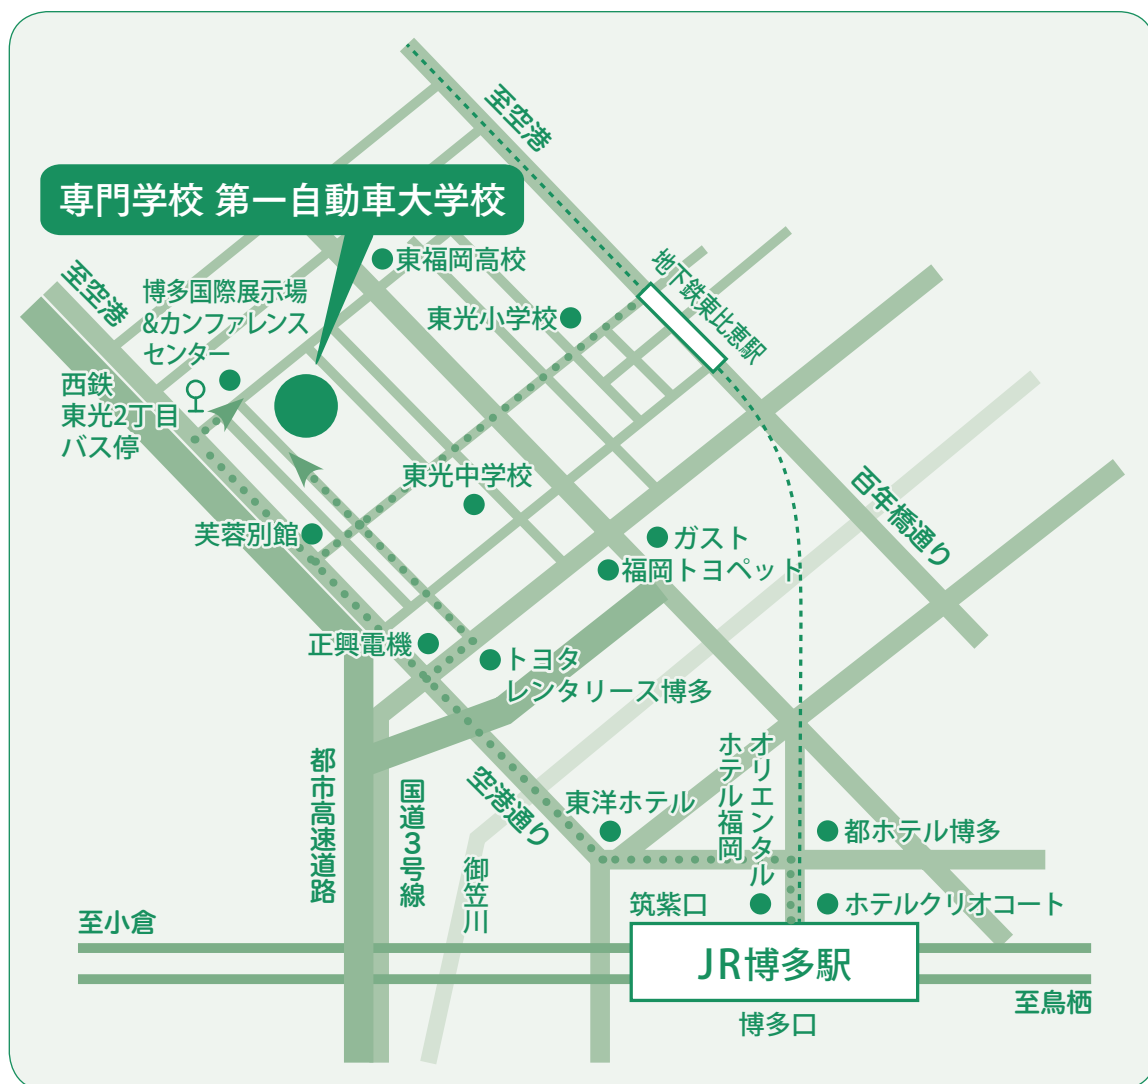 至空港
専門学校 第一自動車大学校
東福岡高校
至空港
博多国際展示場
&カンファレンス
センター
東光小学校
地下鉄東比恵駅
西鉄
東光2丁目
バス停
東光中学校
百年橋通り
芙蓉別館
ガスト
福岡トヨペット
正興電機
トヨタ
レンタリース博多
都市高速道路
国道3号線
空港通り
御笠川
東洋ホテル
オリエンタル
ホテル福岡
都ホテル博多
筑紫口
ホテルクリオコート
至小倉
JR博多駅
至鳥栖
博多口